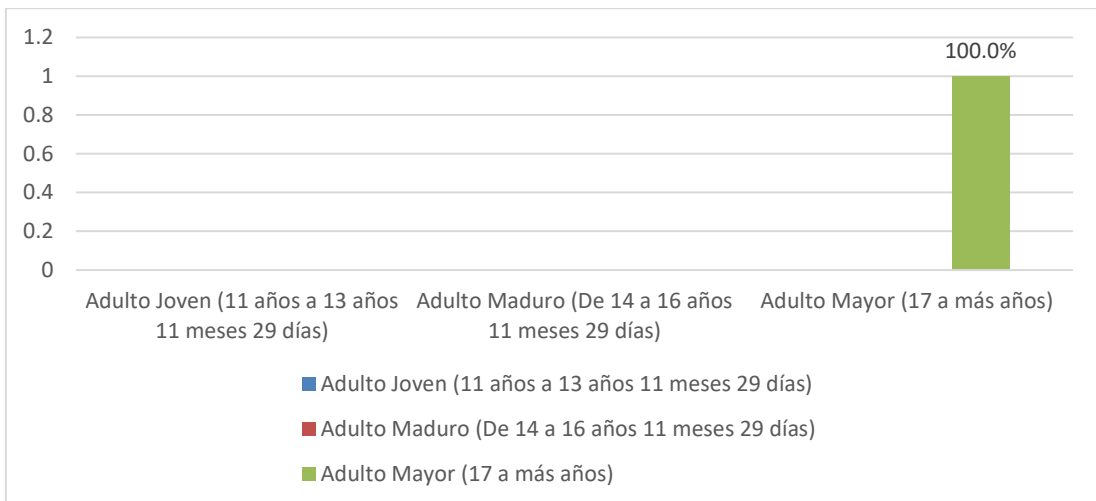 1.2
100.0%
1
0.8
0.6
0.4
0.2
0
Adulto Joven (11 años a 13 años
11 meses 29 días)
Adulto Maduro (De 14 a 16 años
11 meses 29 días)
Adulto Mayor (17 a más años)
Adulto Joven (11 años a 13 años 11 meses 29 días)
Adulto Maduro (De 14 a 16 años 11 meses 29 días)
Adulto Mayor (17 a más años)